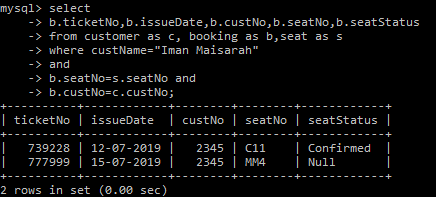 mysql> select
-> b.ticketNo,b.issueDate,b.custNo,b.seatNo,b.seatStatus
-> from customer as c, booking as b,seat as s
-> where custName="Iman Maisarah"
-> and
-> b.seatNo=s.seatNo and
-> b.custNo=c.custNo;
+----------+------------+--------+--------+------------+
| ticketNo | issueDate | custNo | seatNo | seatStatus |
+----------+------------+--------+--------+------------+
| 739228 | 12-07-2019 | 2345 | C11 | Confirmed |
| 777999 | 15-07-2019 | 2345 | MM4 | Null |
+----------+------------+--------+--------+------------+
2 rows in set (0.00 sec)